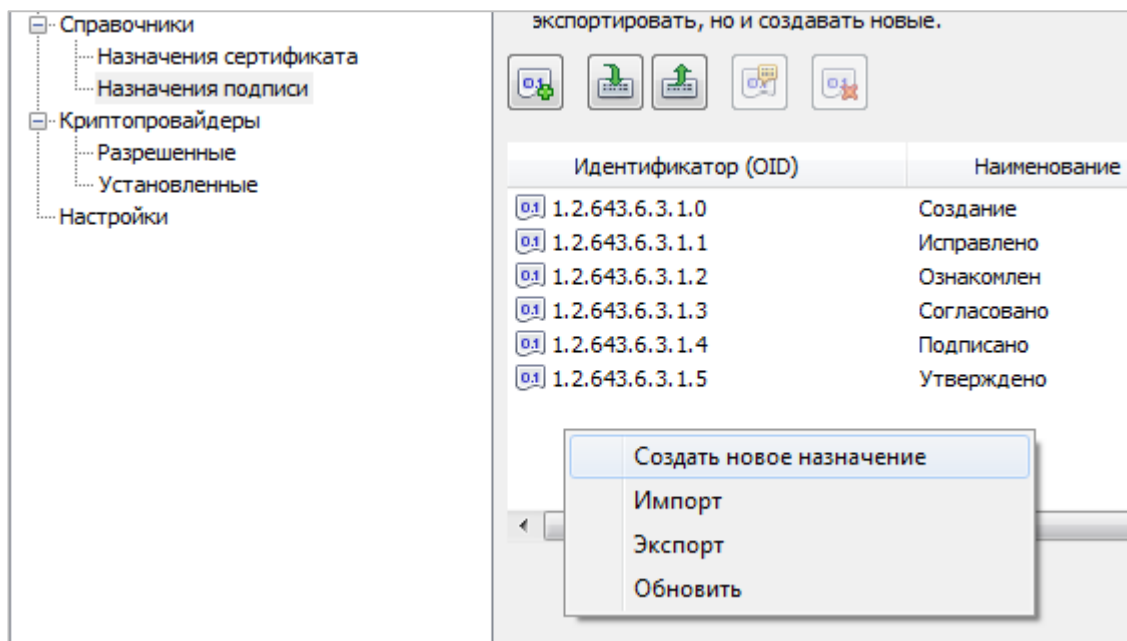 Справочники
Назначения сертификата
Назначения подписи
Криптопровайдеры
Разрешенные
Установленные
Настройки
экспортировать, но и создавать новые.
Идентификатор (OID) Наименование
1.2.643.6.3.1.0 Создание
1.2.643.6.3.1.1 Исправлено
1.2.643.6.3.1.2 Ознакомлен
1.2.643.6.3.1.3 Согласовано
1.2.643.6.3.1.4 Подписано
1.2.643.6.3.1.5 Утверждено
Создать новое назначение
Импорт
Экспорт
Обновить